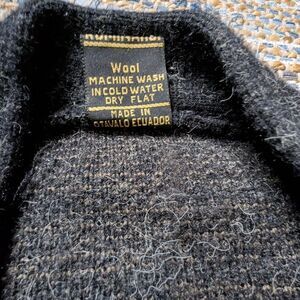 Wool
MACHINE WASH
IN COLD WATER
DRY FLAT
MADE IN
OTAVALO ECUADOR